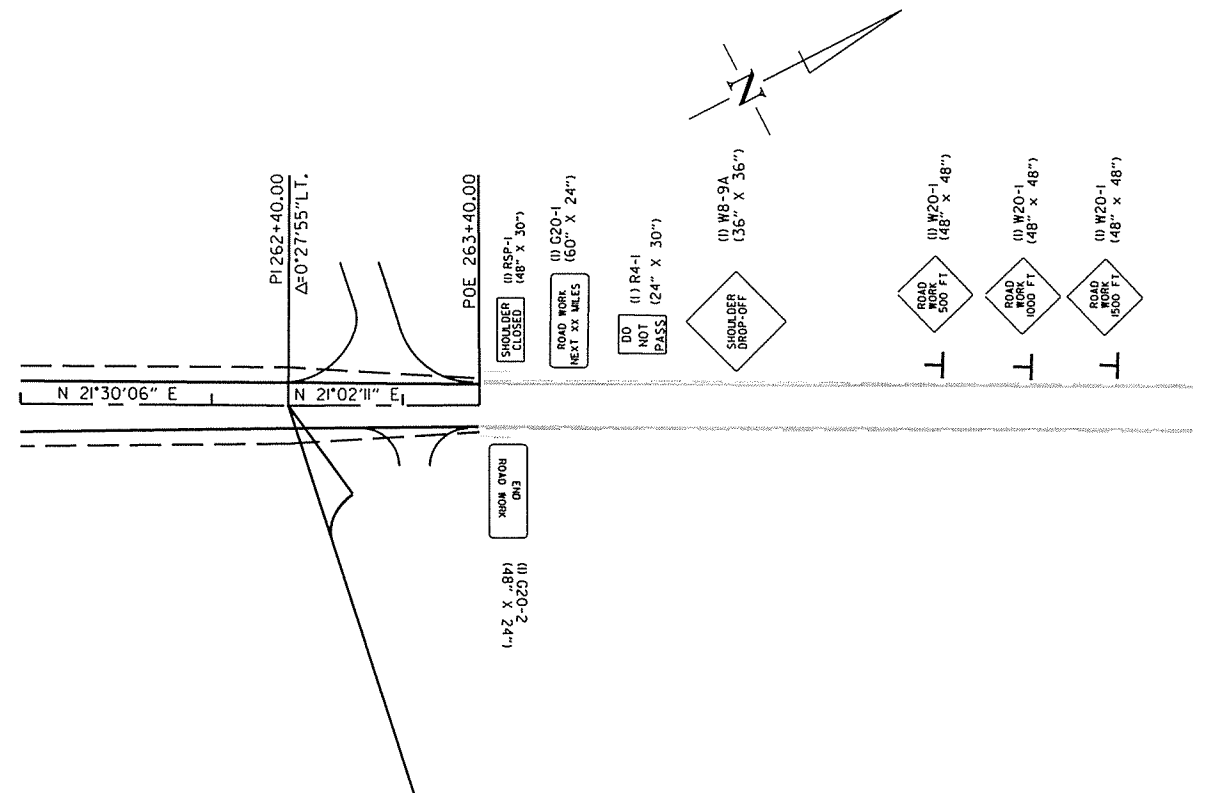 N
PI 262+40.00
Δ=0°27'55"LT.
POE 263+40.00
(1) RSP-1
(48" X 30")
SHOULDER
CLOSED
(1) G20-1
(60" X 24")
ROAD WORK
NEXT XX MILES
(1) R4-1
(24" X 30")
DO
NOT
PASS
(1) W8-9A
(36" X 36")
SHOULDER
DROP-OFF
(1) W20-1
(48" X 48")
ROAD
WORK
500 FT
(1) W20-1
(48" X 48")
ROAD
WORK
1000 FT
(1) W20-1
(48" X 48")
ROAD
WORK
1500 FT
N 21°30'06" E
N 21°02'11" E
END
ROAD WORK
(1) G20-2
(48" X 24")